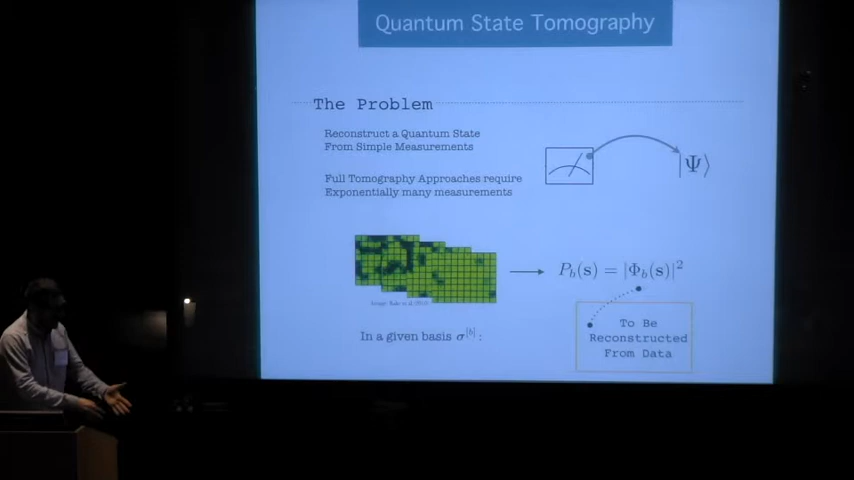 Quantum State Tomography
The Problem
Reconstruct a Quantum State
From Simple Measurements
Full Tomography Approaches require
Exponentially many measurements
|Ψ⟩
P_b(s) = |Φ_b(s)|²
In a given basis σ^[b] :
To Be
Reconstructed
From Data